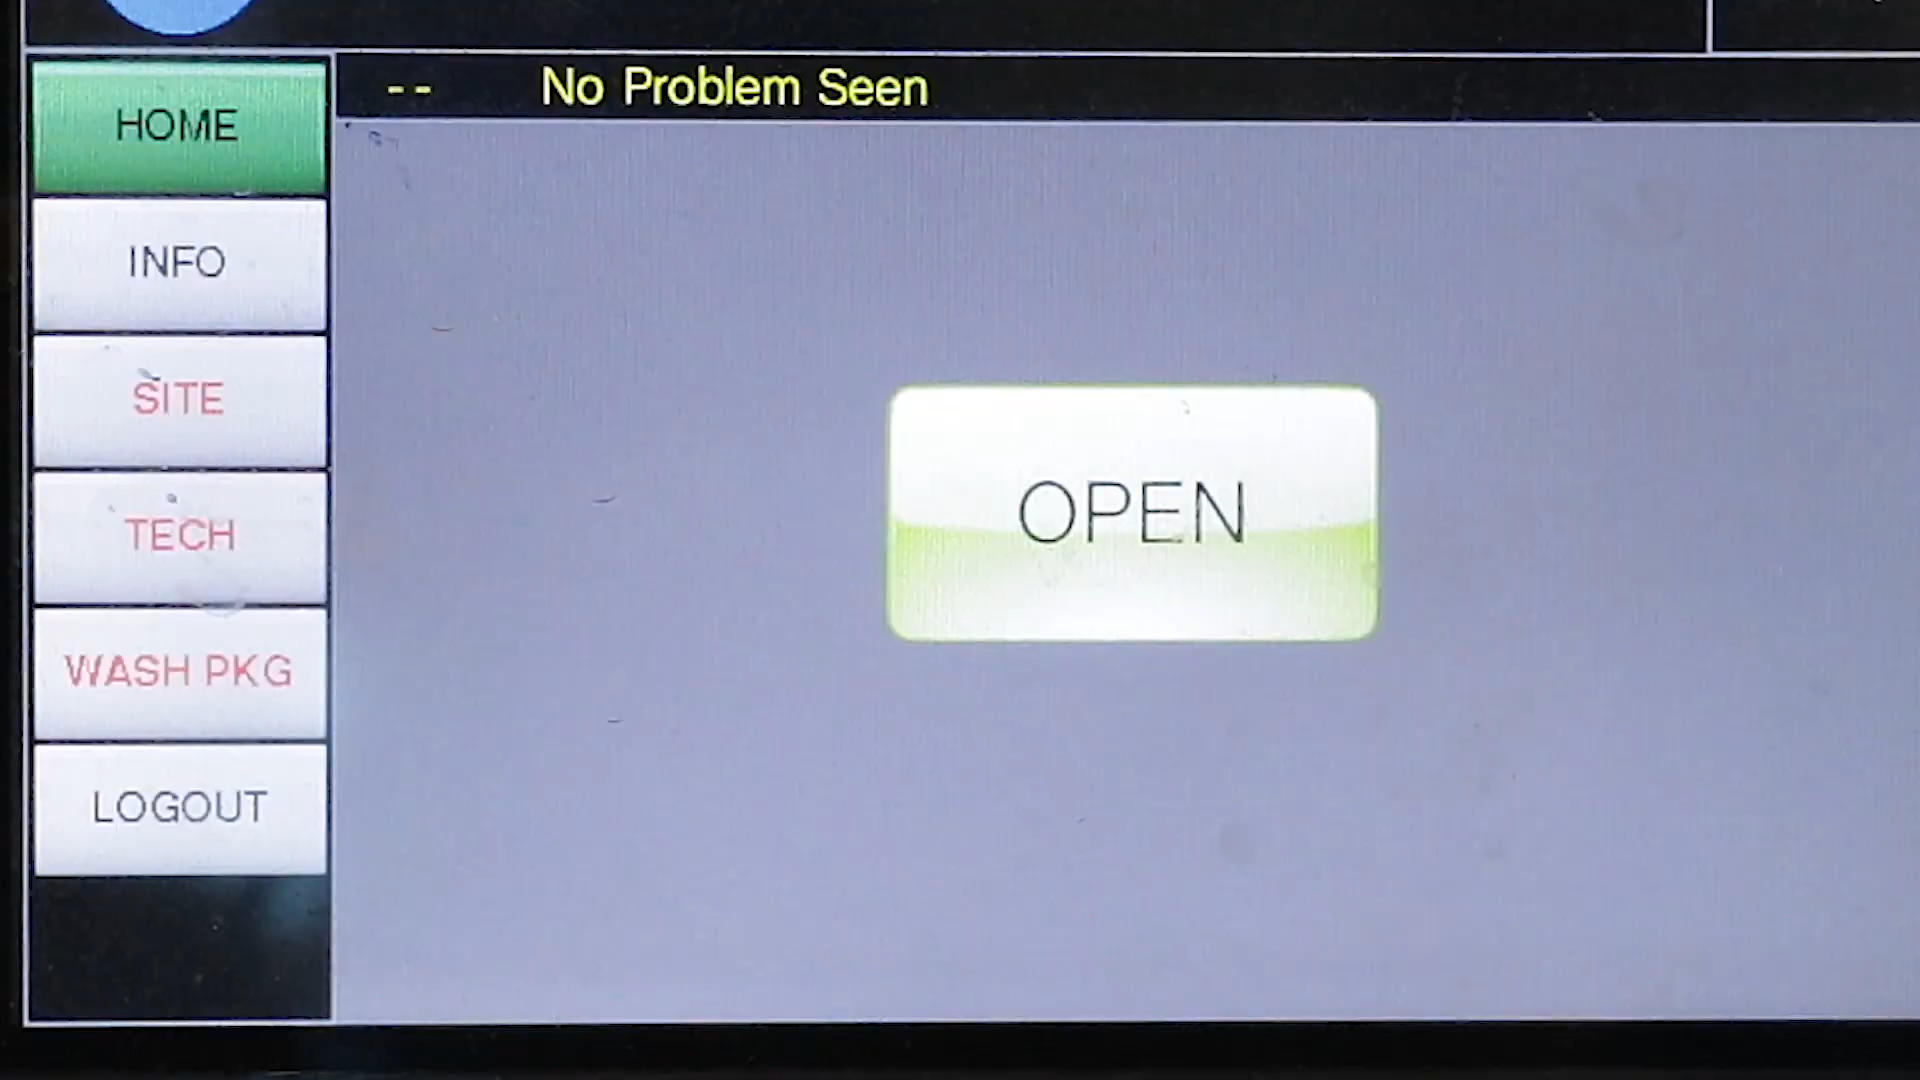 -- No Problem Seen
HOME
INFO
SITE
TECH
WASH PKG
LOGOUT
OPEN